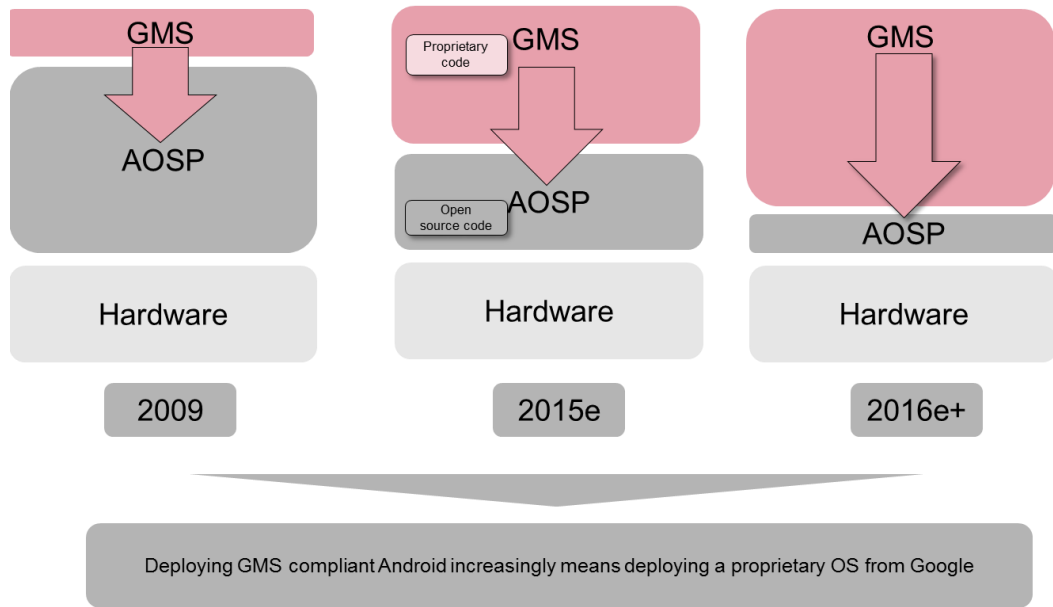 GMS
AOSP
Hardware
2009
Proprietary
code
GMS
Open
source code
AOSP
Hardware
2015e
GMS
AOSP
Hardware
2016e+
Deploying GMS compliant Android increasingly means deploying a proprietary OS from Google